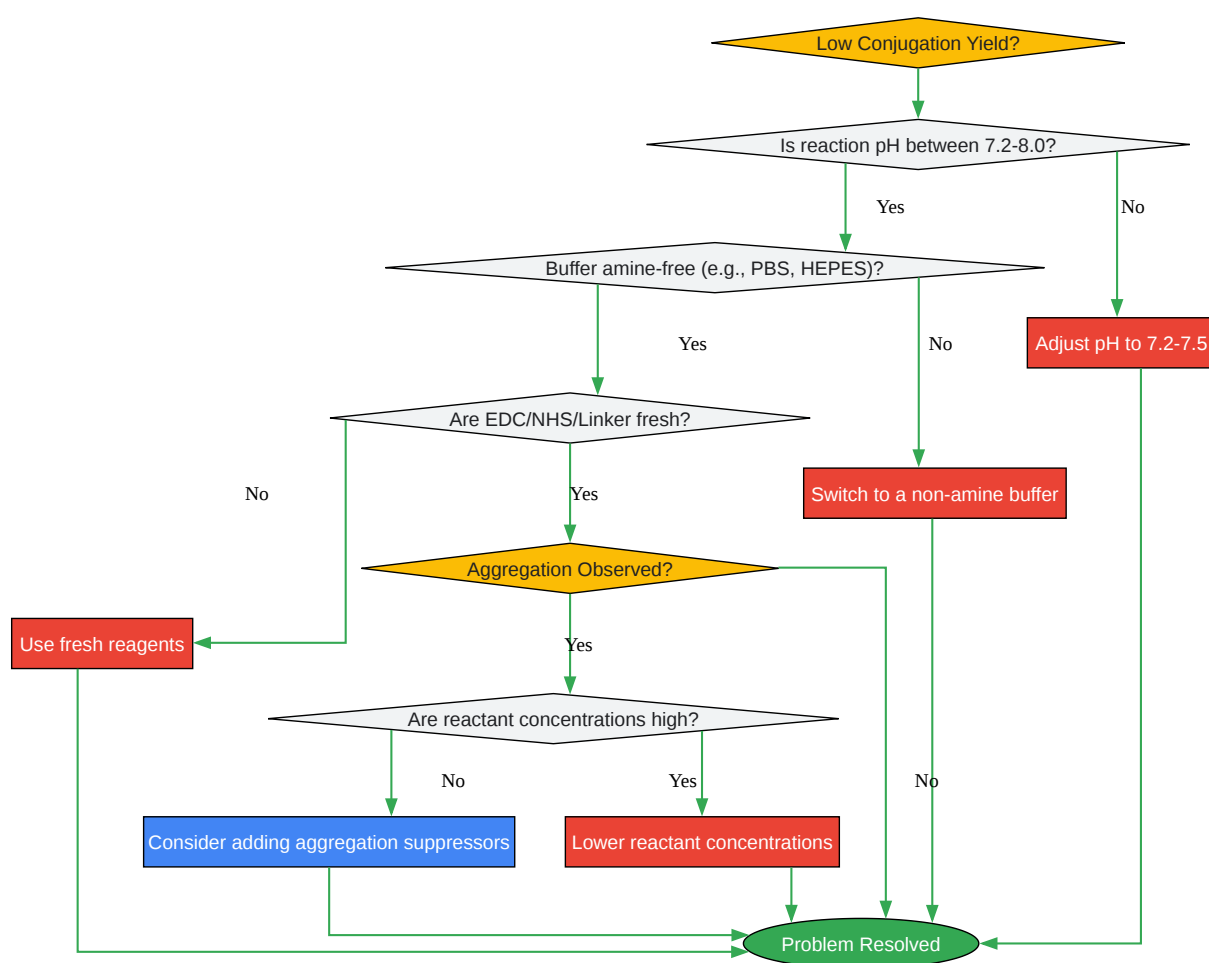 Low Conjugation Yield?
Is reaction pH between 7.2-8.0?
Yes
No
Buffer amine-free (e.g., PBS, HEPES)?
Yes
No
Adjust pH to 7.2-7.5
Are EDC/NHS/Linker fresh?
No
Yes
Switch to a non-amine buffer
Aggregation Observed?
Use fresh reagents
Yes
Are reactant concentrations high?
No
Yes
No
Consider adding aggregation suppressors
Lower reactant concentrations
Problem Resolved